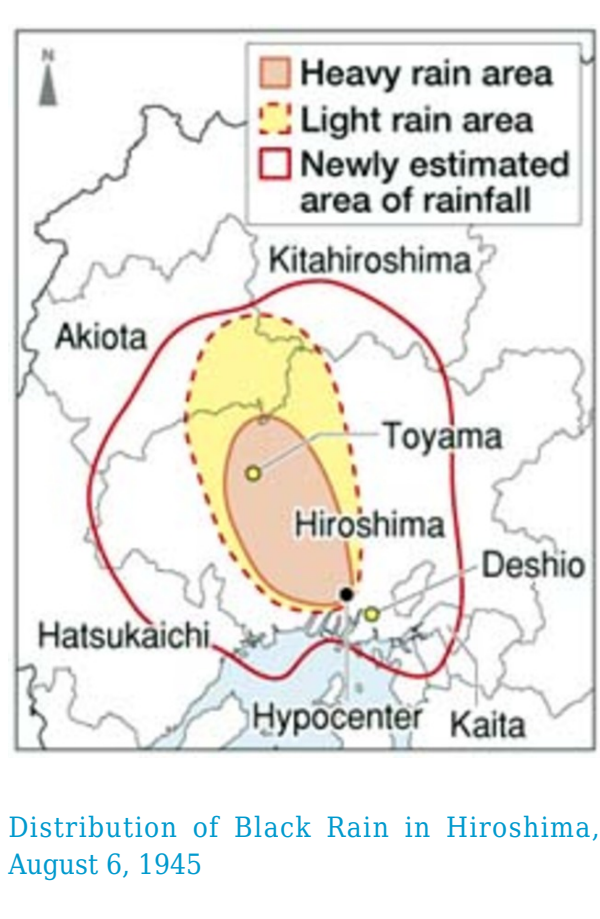 N
Heavy rain area
Light rain area
Newly estimated
area of rainfall
Kitahiroshima
Akiota
Toyama
Hiroshima
Deshio
Hatsukaichi
Hypocenter
Kaita
Distribution of Black Rain in Hiroshima,
August 6, 1945